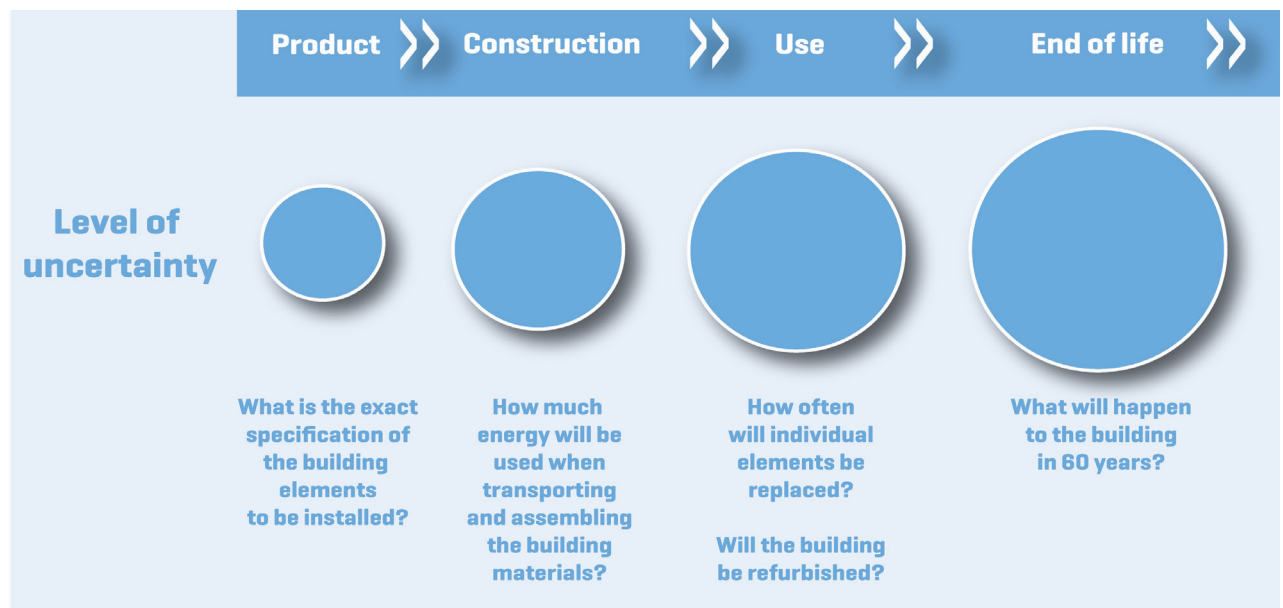 Product
Construction
Use
End of life
Level of
uncertainty
What is the exact
specification of
the building
elements
to be installed?
How much
energy will be
used when
transporting
and assembling
the building
materials?
How often
will individual
elements be
replaced?
Will the building
be refurbished?
What will happen
to the building
in 60 years?